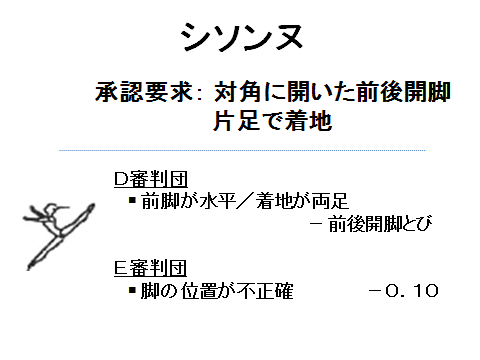 シソンヌ
承認要求： 対角に開いた前後開脚
片足で着地
Ｄ審判団
▪ 前脚が水平／着地が両足
－ 前後開脚とび
Ｅ審判団
▪ 脚の位置が不正確 －０．１０